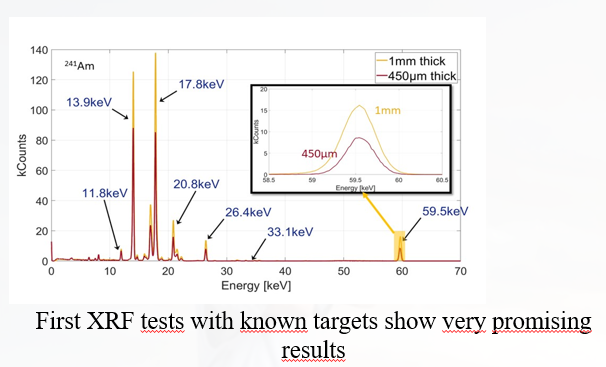 140
120
100
80
60
40
20
0
kCounts
241Am
13.9keV
17.8keV
11.8keV
20.8keV
26.4keV
33.1keV
59.5keV
1mm thick
450µm thick
20
15
10
5
0
kCounts
1mm
450µm
58.5 59 59.5 60 60.5
Energy [keV]
0 10 20 30 40 50 60 70
Energy [keV]
First XRF tests with known targets show very promising
results